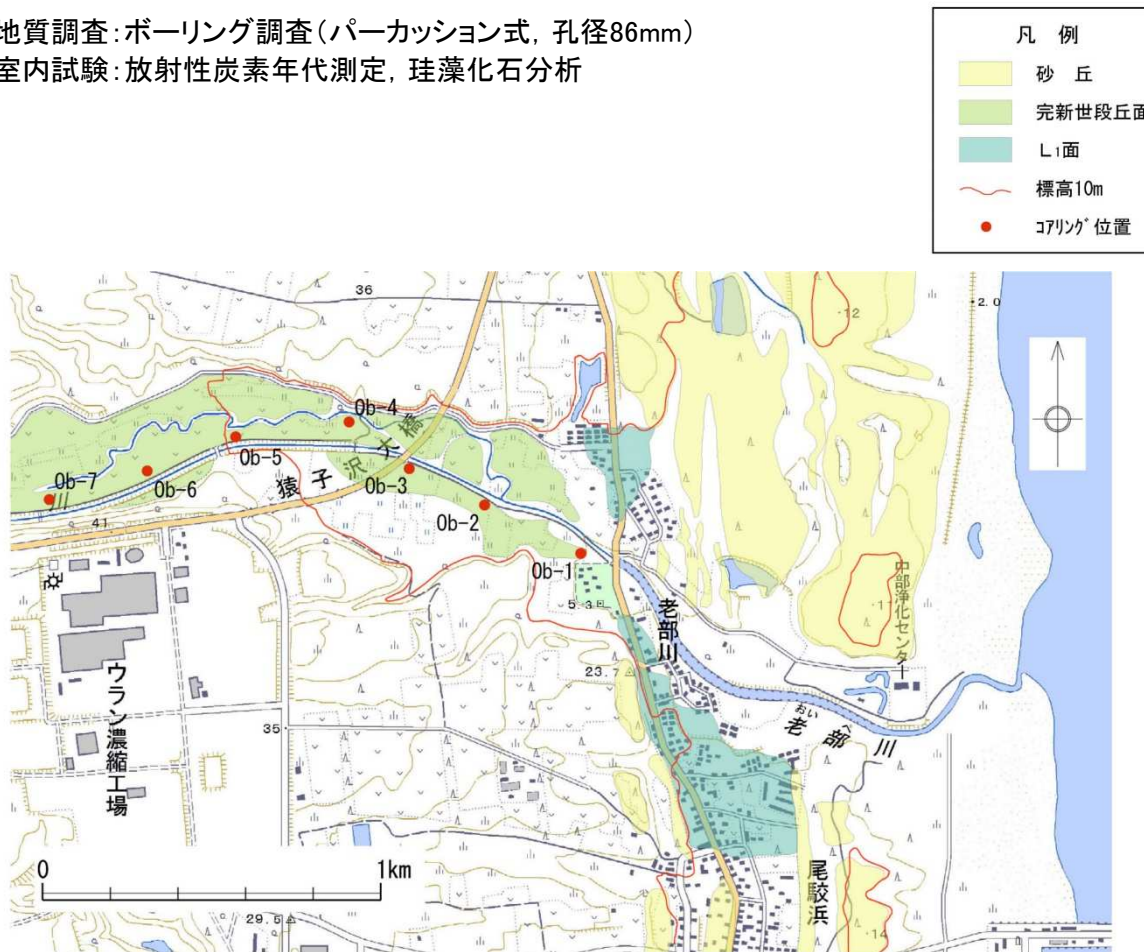 地質調査:ボーリング調査(パーカッション式,孔径86mm)
室内試験:放射性炭素年代測定,珪藻化石分析
凡 例
砂 丘
完新世段丘面
L1面
標高10m
コアリング位置
36
・12
・2.0
Ob-4
Ob-5
Ob-7
川
Ob-6
猿子沢大橋
Ob-3
41
Ob-2
Ob-1
中部浄化センター
・11
5.3
老部川
23.7
ウラン濃縮工場
おいべ
老部川
35
0
1km
尾駮浜
29.5
・14